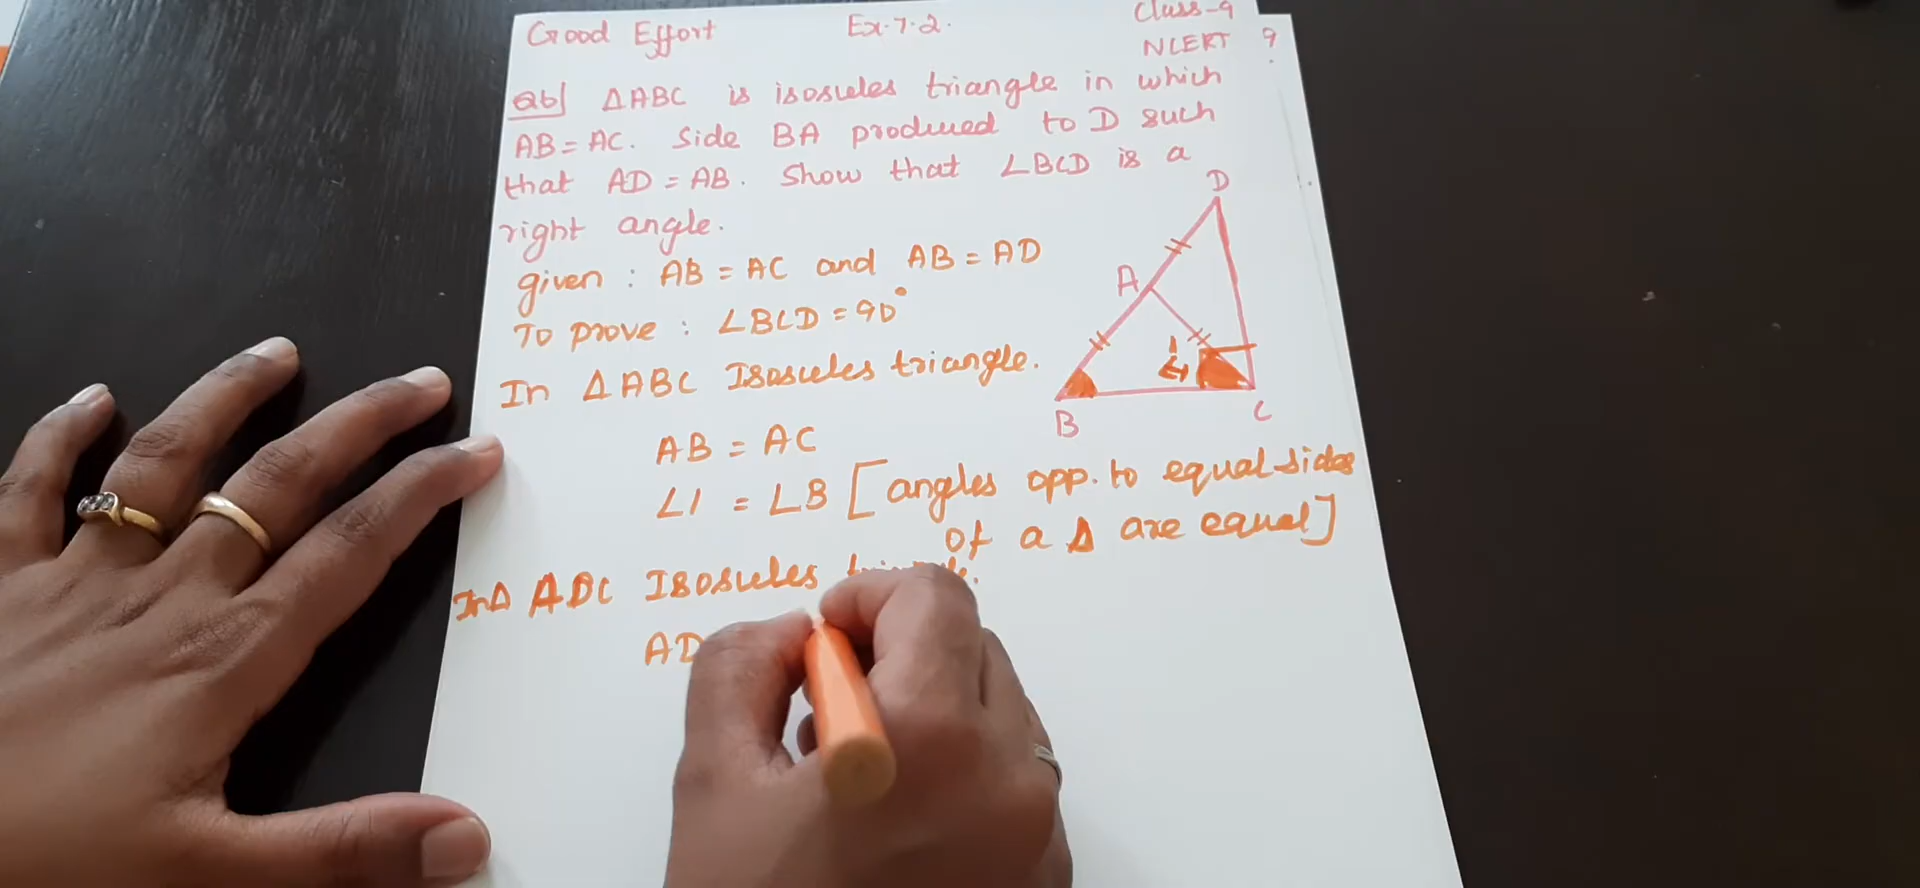 Good Effort Ex.7.2. Class-9
NCERT 9
Q6) ΔABC is isosceles triangle in which
AB = AC. Side BA produced to D such
that AD = AB. Show that ∠BCD is a
right angle.
given : AB = AC and AB = AD
To prove : ∠BCD = 90°
In ΔABC Isosceles triangle.
AB = AC
∠1 = ∠B [angles opp. to equal sides
of a Δ are equal]
In Δ ADC Isosceles
AD
D
A
1
B
C